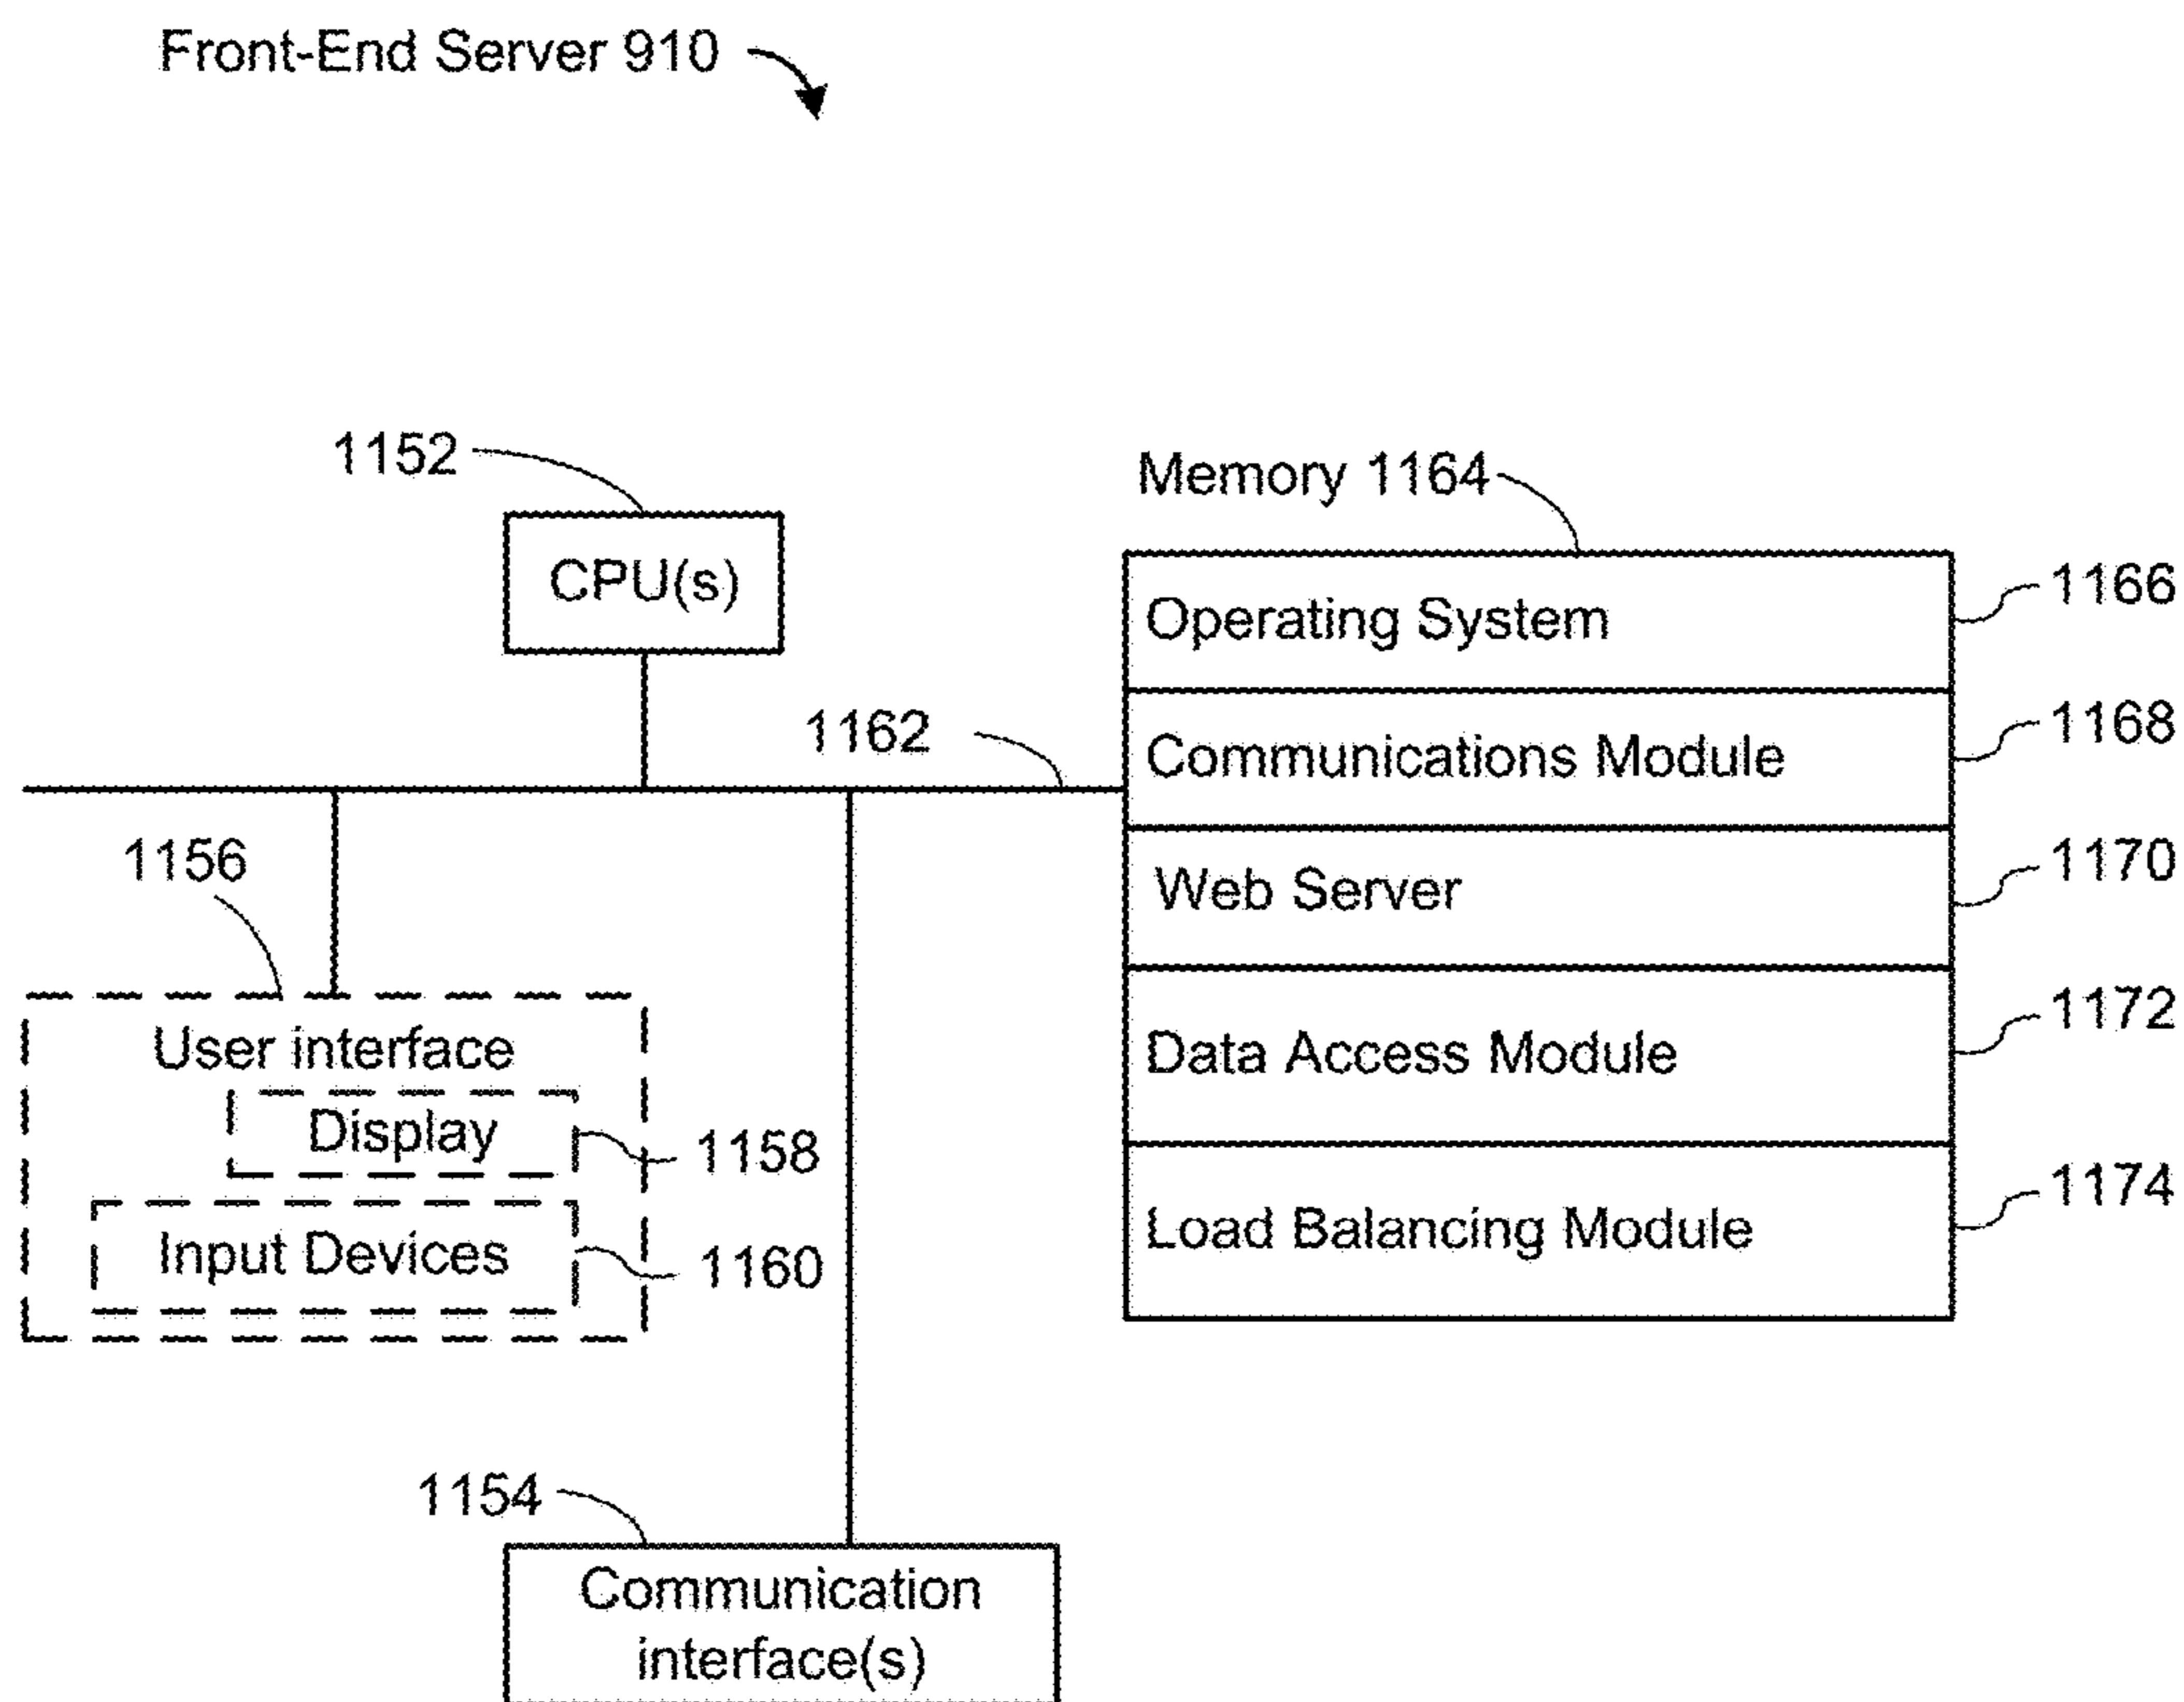 Front-End Server 910
1152
CPU(s)
1162
1156
User interface
Display
1158
Input Devices
1160
1154
Communication
interface(s)
Memory 1164
Operating System
1166
Communications Module
1168
Web Server
1170
Data Access Module
1172
Load Balancing Module
1174